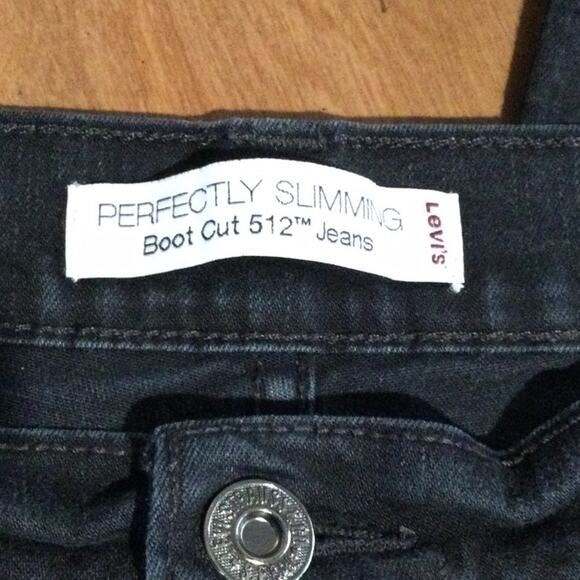 PERFECTLY SLIMMING
Boot Cut 512™ Jeans
Levi's